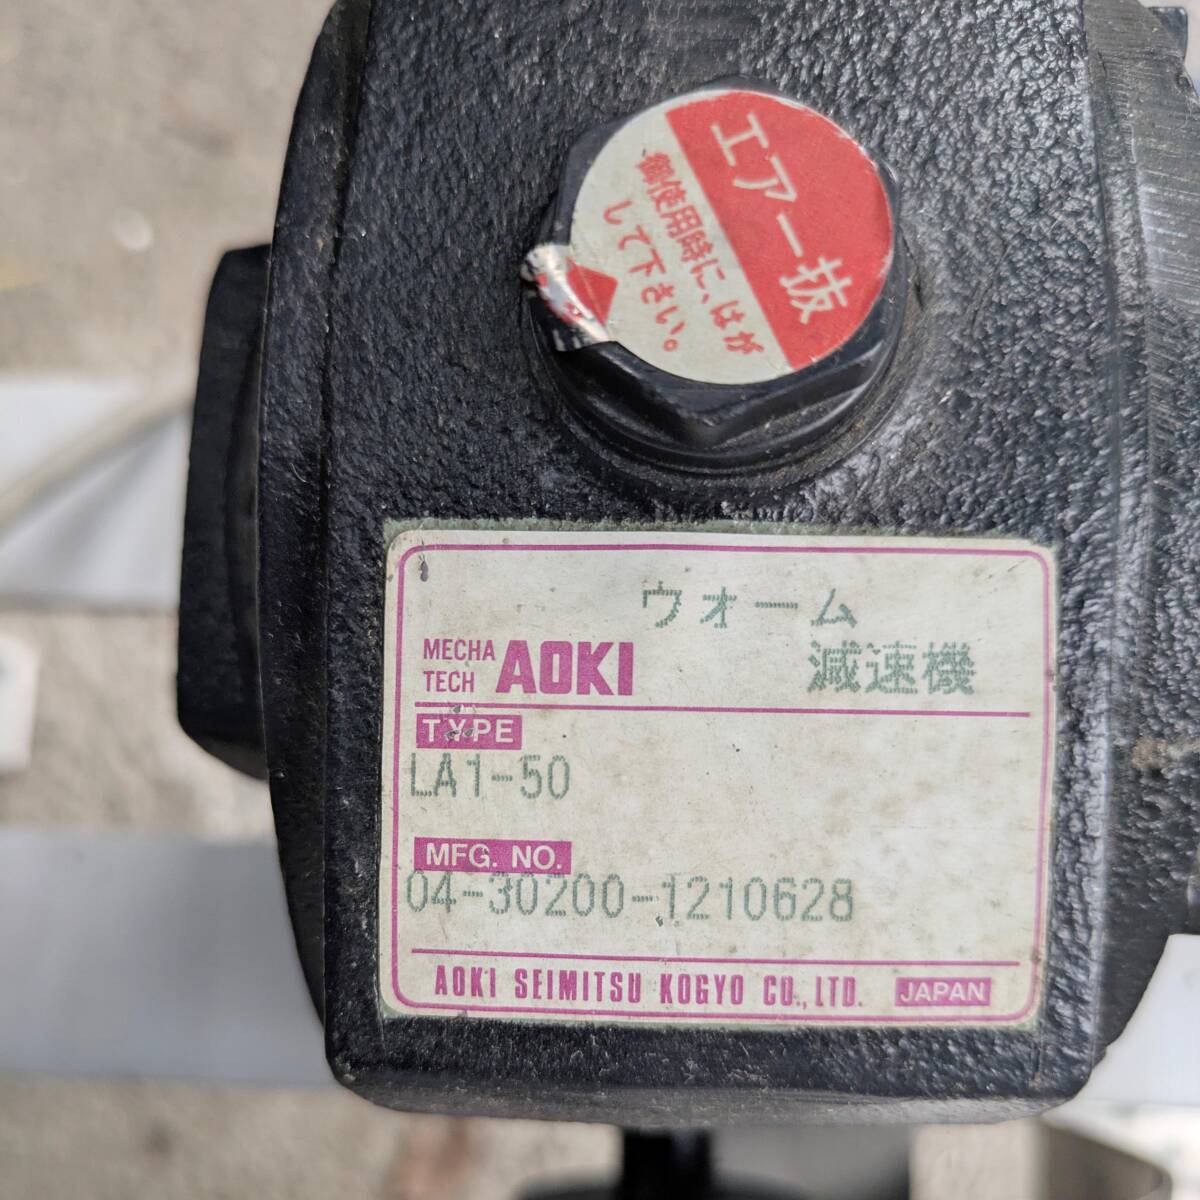 エアー抜
御使用時に、はが
して下さい。
ウォーム
減速機
MECHA
TECH
AOKI
TYPE
LA1-50
MFG. NO.
04-30200-1210628
AOKI SEIMITSU KOGYO CO., LTD. JAPAN